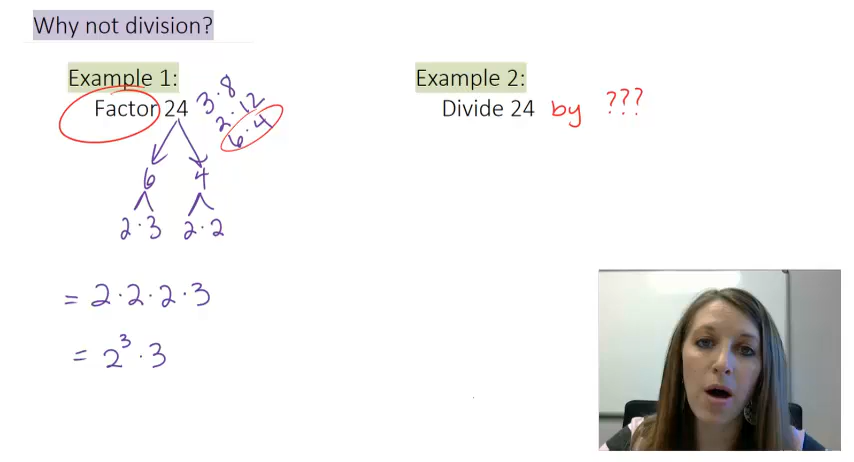 Why not division?
Example 1:
Factor 24
3 · 8
2 · 12
6 · 4
6 4
2 · 3 2 · 2
= 2 · 2 · 2 · 3
= 2³ · 3
Example 2:
Divide 24 by ???